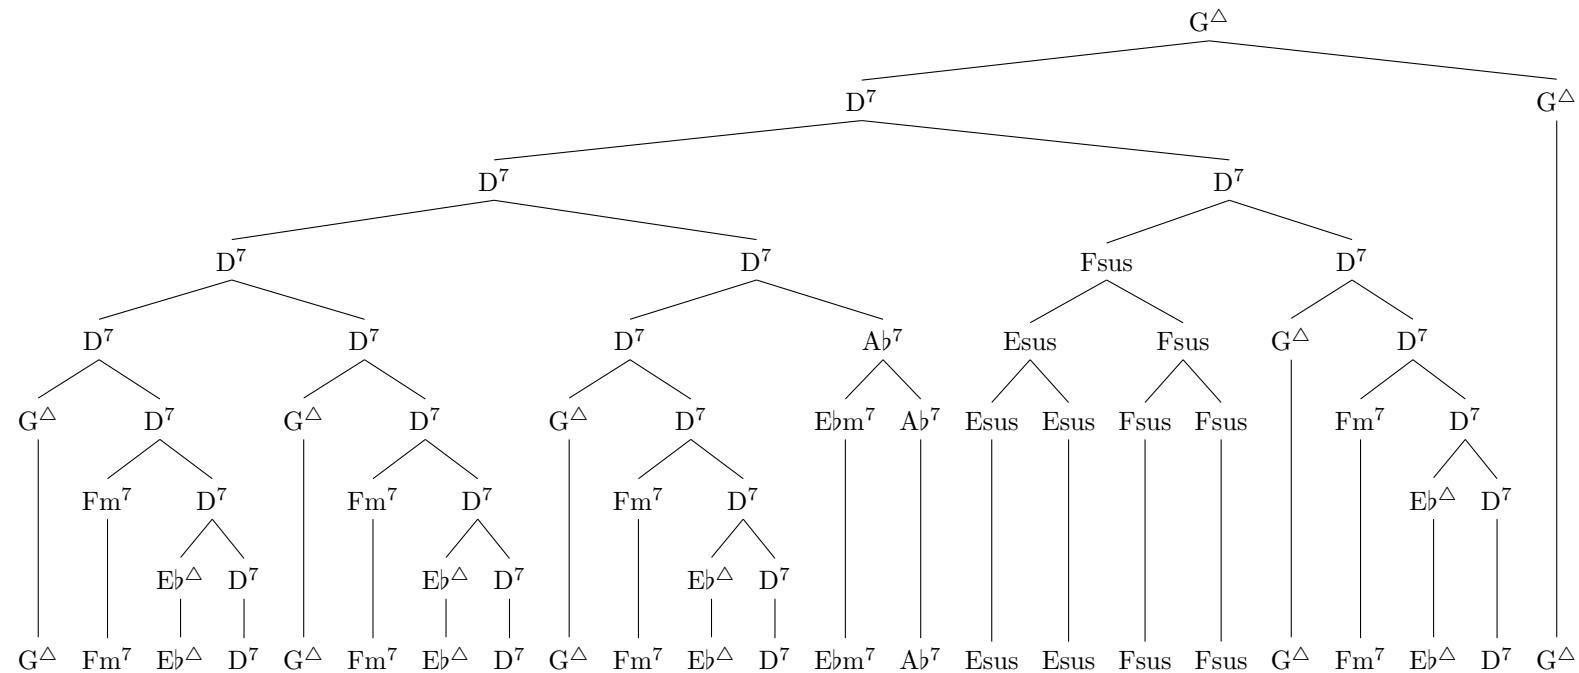 G△
D⁷ G△
D⁷ D⁷
D⁷ D⁷ Fsus D⁷
D⁷ D⁷ D⁷ A♭⁷ Esus Fsus G△ D⁷
G△ D⁷ G△ D⁷ G△ D⁷ E♭m⁷ A♭⁷ Esus Esus Fsus Fsus Fm⁷ D⁷
Fm⁷ D⁷ Fm⁷ D⁷ Fm⁷ D⁷ E♭△ D⁷
E♭△ D⁷ E♭△ D⁷ E♭△ D⁷
G△ Fm⁷ E♭△ D⁷ G△ Fm⁷ E♭△ D⁷ G△ Fm⁷ E♭△ D⁷ E♭m⁷ A♭⁷ Esus Esus Fsus Fsus G△ Fm⁷ E♭△ D⁷ G△